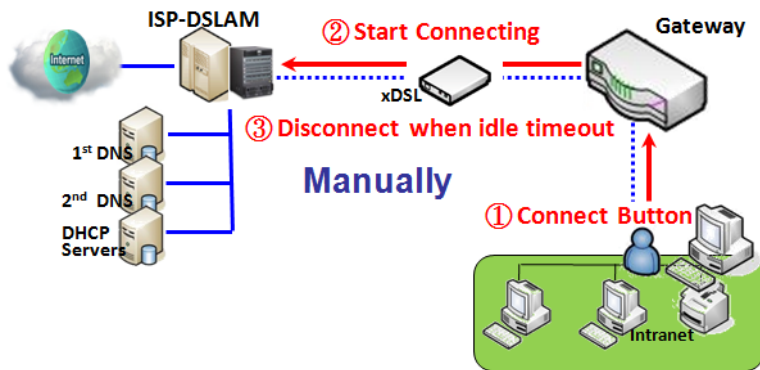 ISP-DSLAM
② Start Connecting
Gateway
Internet
xDSL
③ Disconnect when idle timeout
1st DNS
Manually
2nd DNS
① Connect Button
DHCP
Servers
Intranet